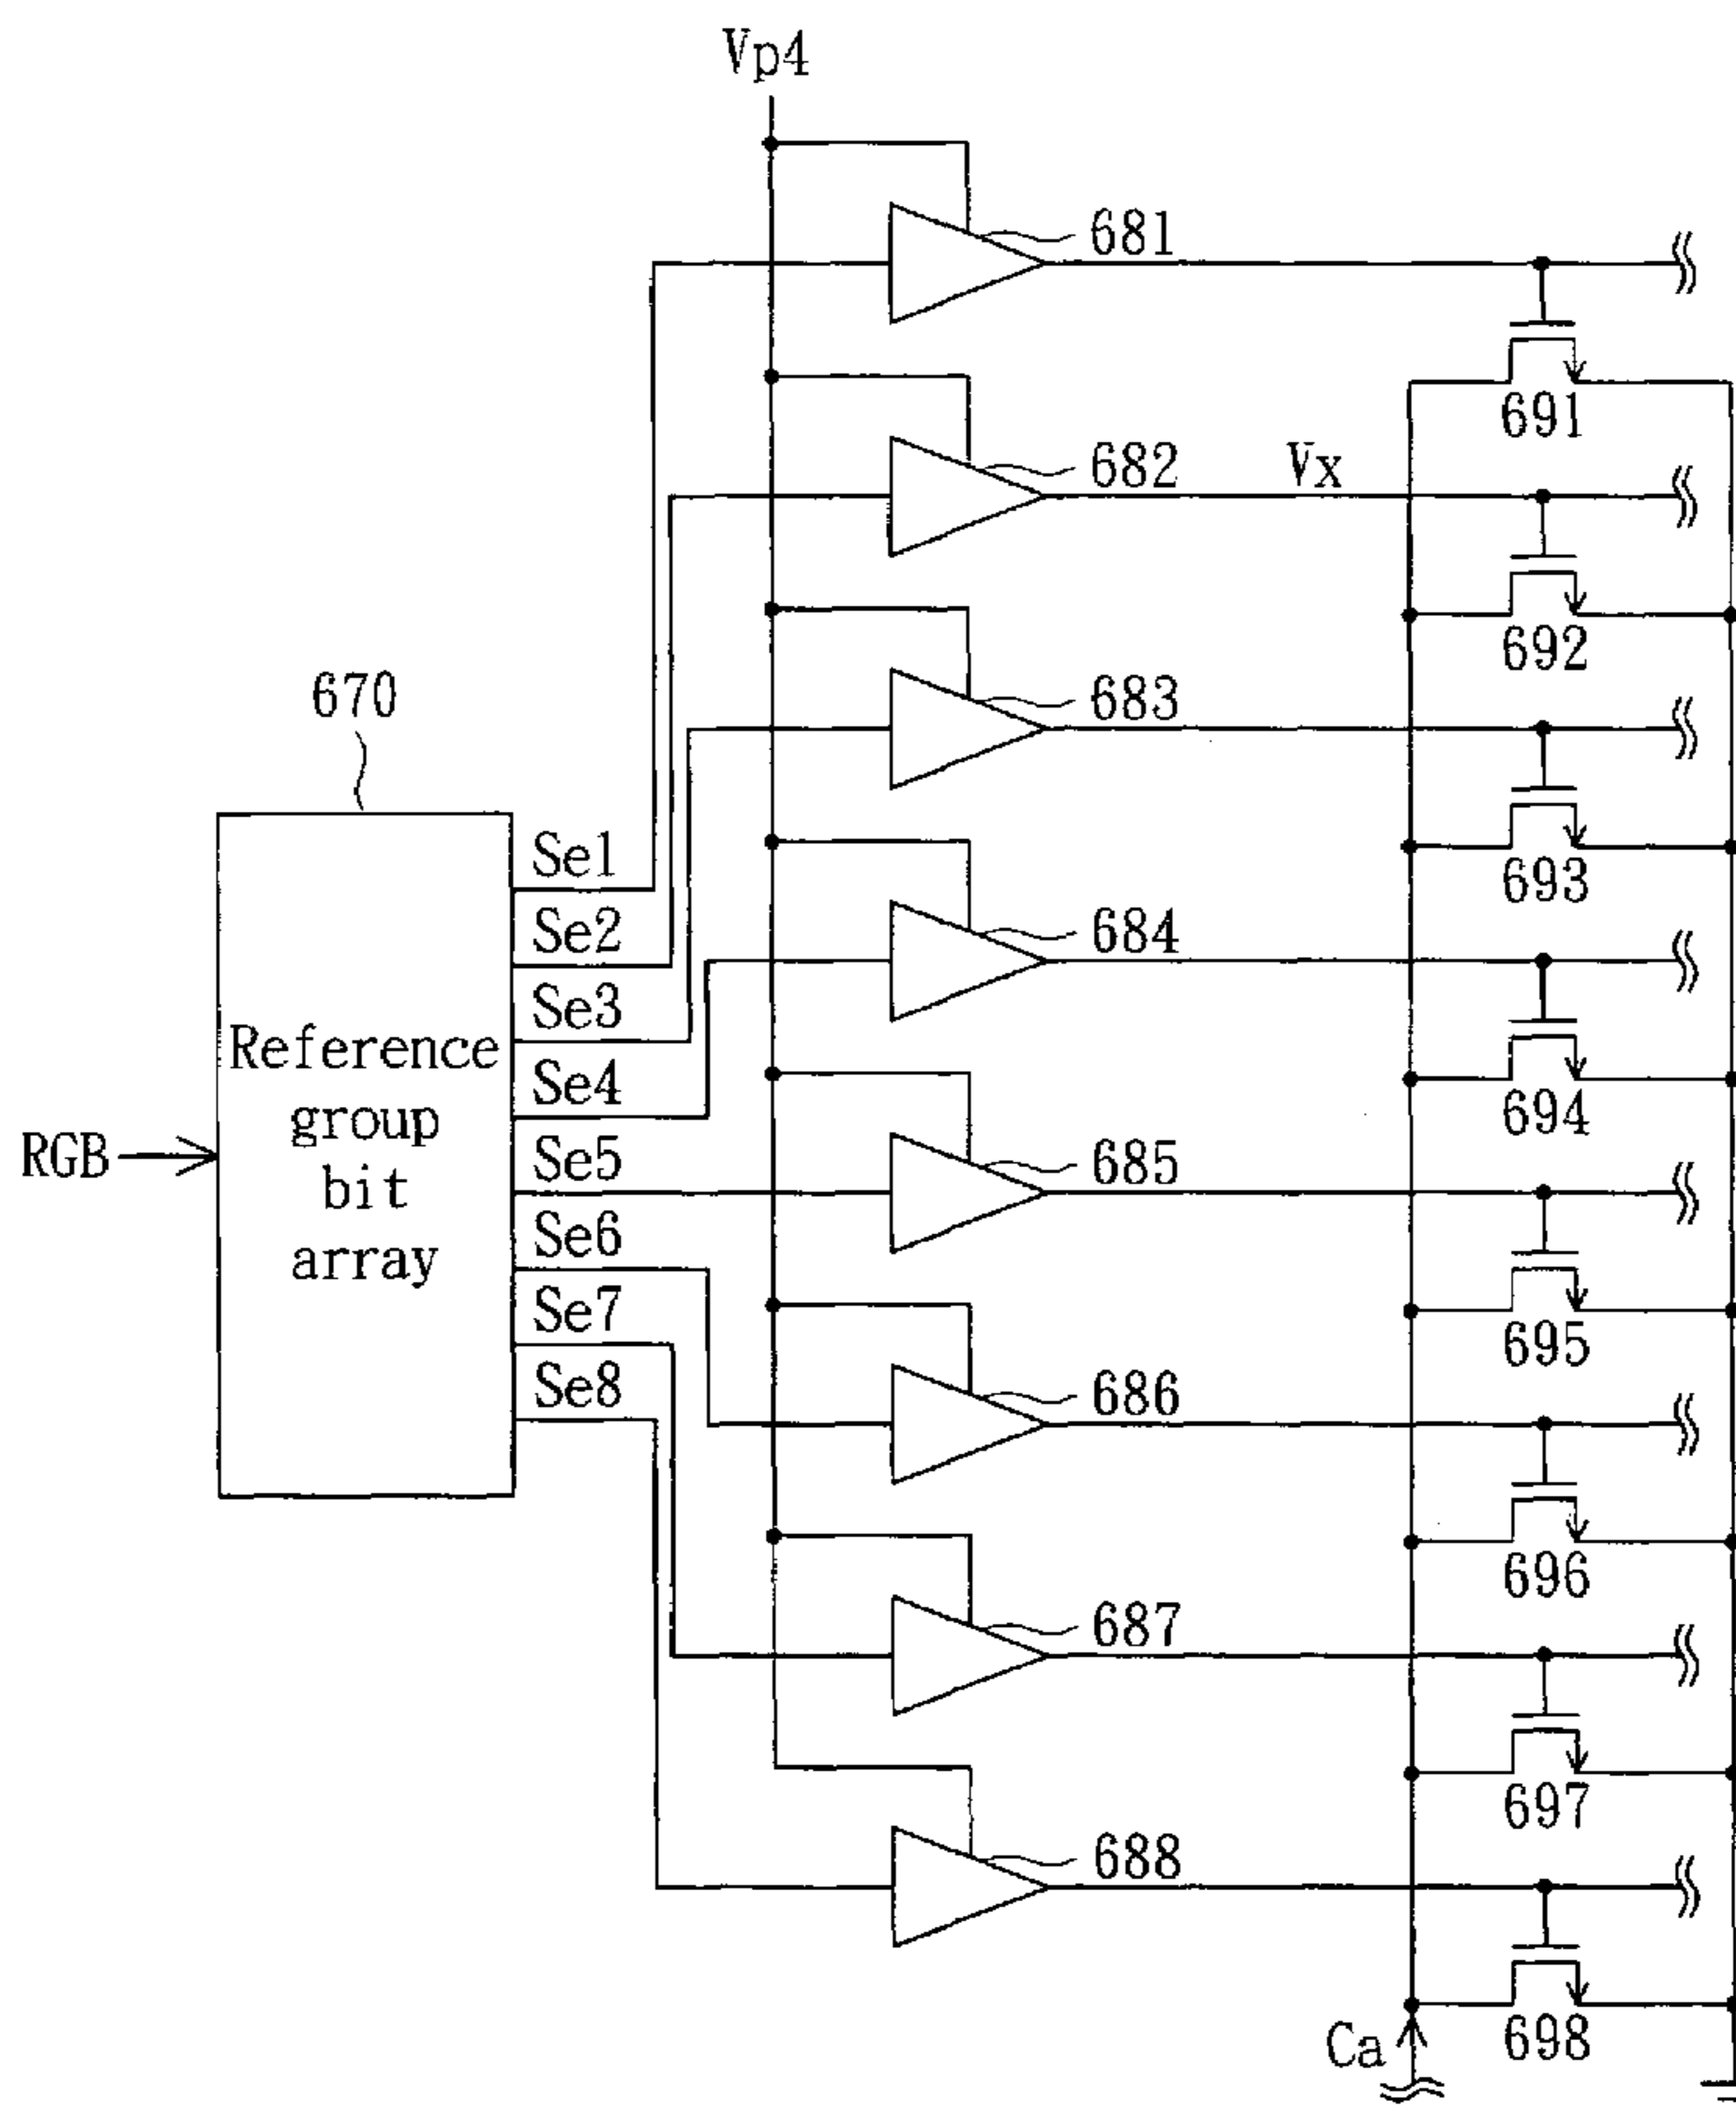 Vp4
681
691
682
Vx
692
683
693
670
Se1
Se2
Se3
Se4
Se5
Se6
Se7
Se8
Reference
group
bit
array
RGB
684
694
685
695
686
696
687
697
688
698
Ca